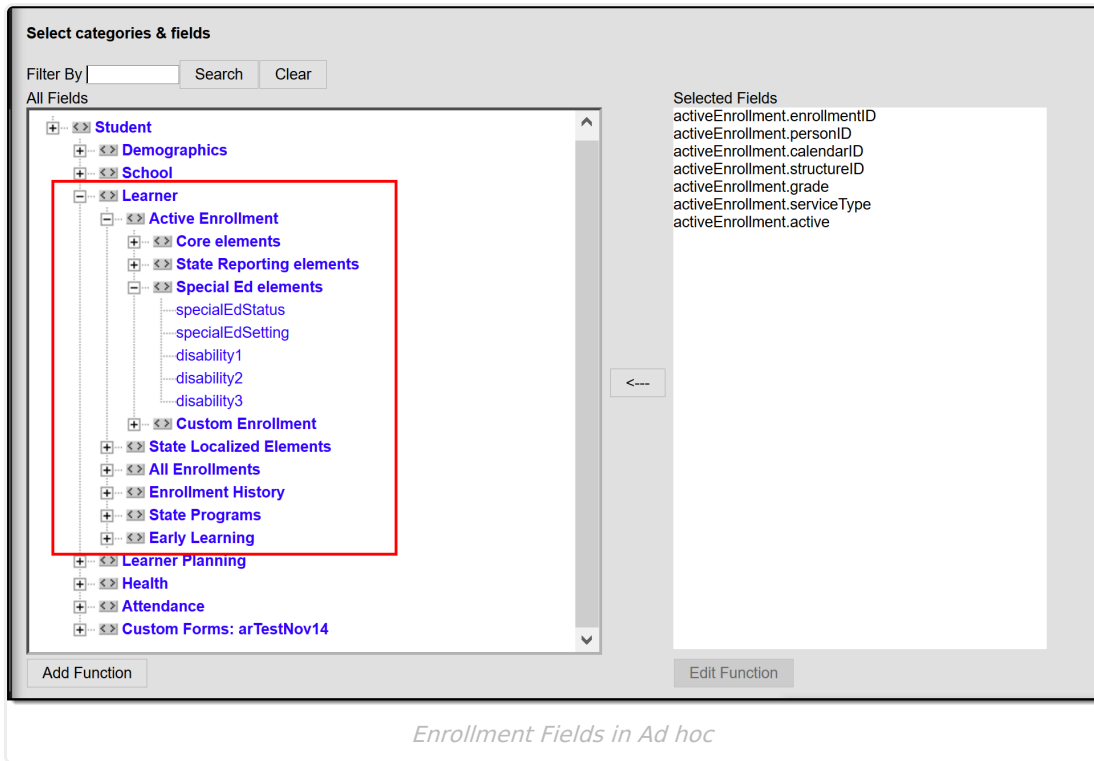 Select categories & fields
Filter By
Search
Clear
All Fields
Student
Demographics
School
Learner
Active Enrollment
Core elements
State Reporting elements
Special Ed elements
specialEdStatus
specialEdSetting
disability1
disability2
disability3
Custom Enrollment
State Localized Elements
All Enrollments
Enrollment History
State Programs
Early Learning
Learner Planning
Health
Attendance
Custom Forms: arTestNov14
Add Function
<---
Selected Fields
activeEnrollment.enrollmentID
activeEnrollment.personID
activeEnrollment.calendarID
activeEnrollment.structureID
activeEnrollment.grade
activeEnrollment.serviceType
activeEnrollment.active
Edit Function
Enrollment Fields in Ad hoc